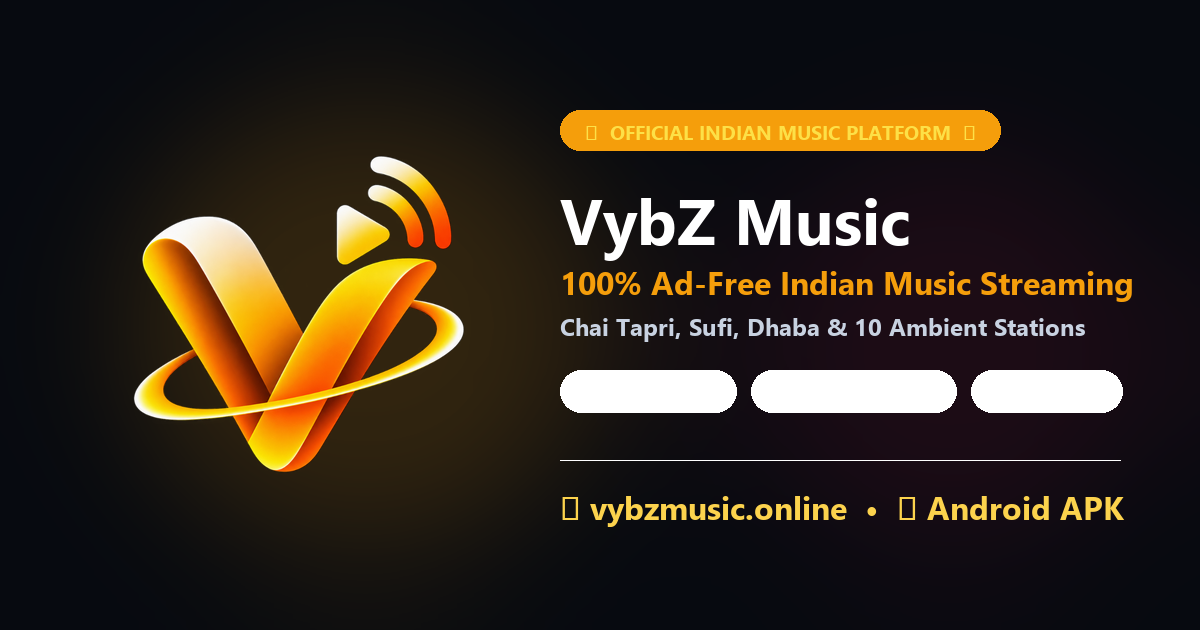 OFFICIAL INDIAN MUSIC PLATFORM
VybZ Music
100% Ad-Free Indian Music Streaming
Chai Tapri, Sufi, Dhaba & 10 Ambient Stations
vybzmusic.online • Android APK